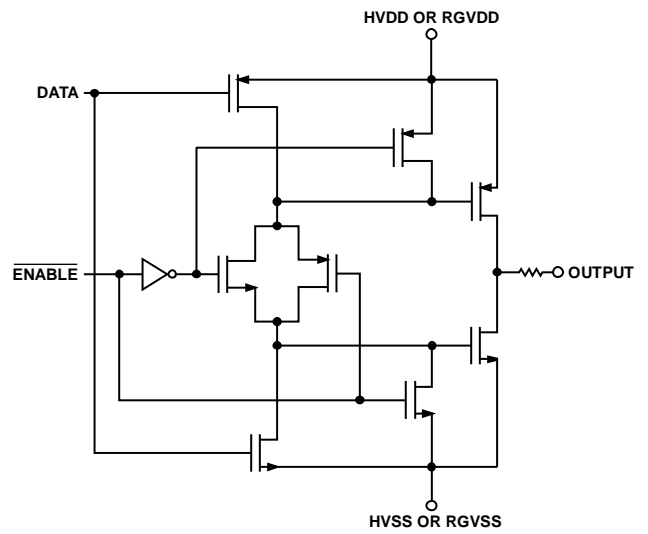 HVDD OR RGVDD
DATA
ENABLE
OUTPUT
HVSS OR RGVSS